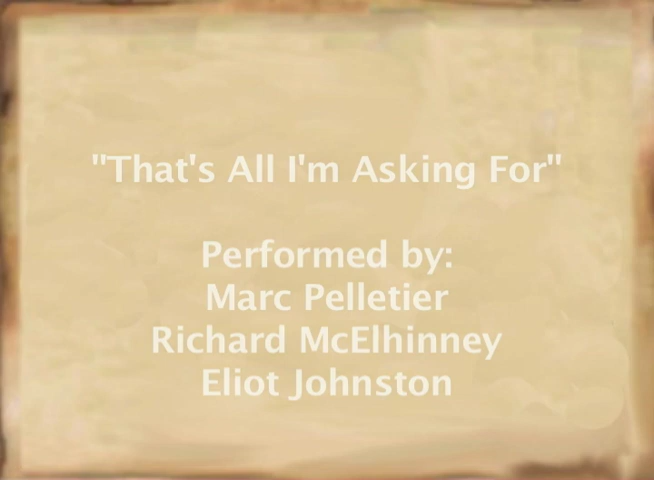 "That's All I'm Asking For"
Performed by:
Marc Pelletier
Richard McElhinney
Eliot Johnston